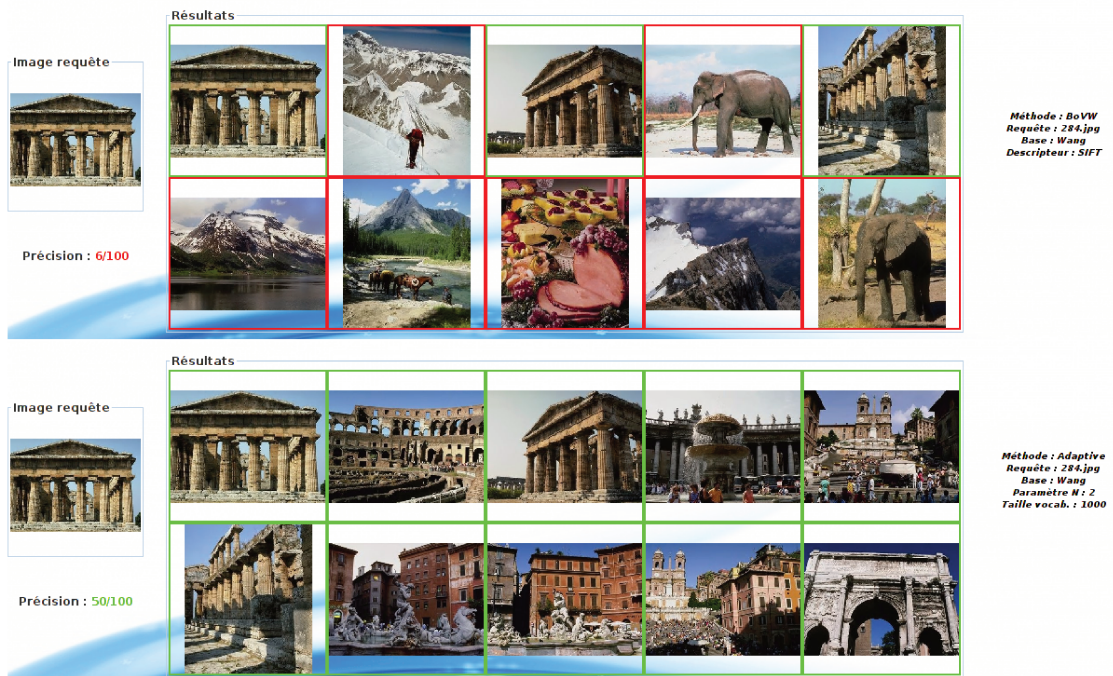 Résultats
Image requête
Précision : 6/100
Méthode : BoVW
Requête : 284.jpg
Base : Wang
Descripteur : SIFT
Résultats
Image requête
Précision : 50/100
Méthode : Adaptive
Requête : 284.jpg
Base : Wang
Paramètre N : 2
Taille vocab. : 1000